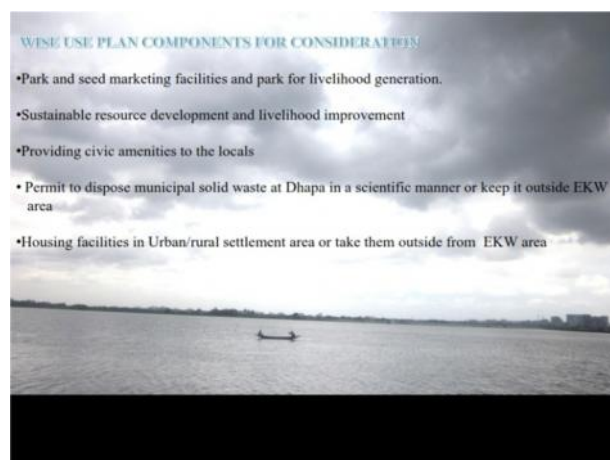 WISE USE PLAN COMPONENTS FOR CONSIDERATION
•Park and seed marketing facilities and park for livelihood generation.
•Sustainable resource development and livelihood improvement
•Providing civic amenities to the locals
• Permit to dispose municipal solid waste at Dhapa in a scientific manner or keep it outside EKW
area
•Housing facilities in Urban/rural settlement area or take them outside from EKW area